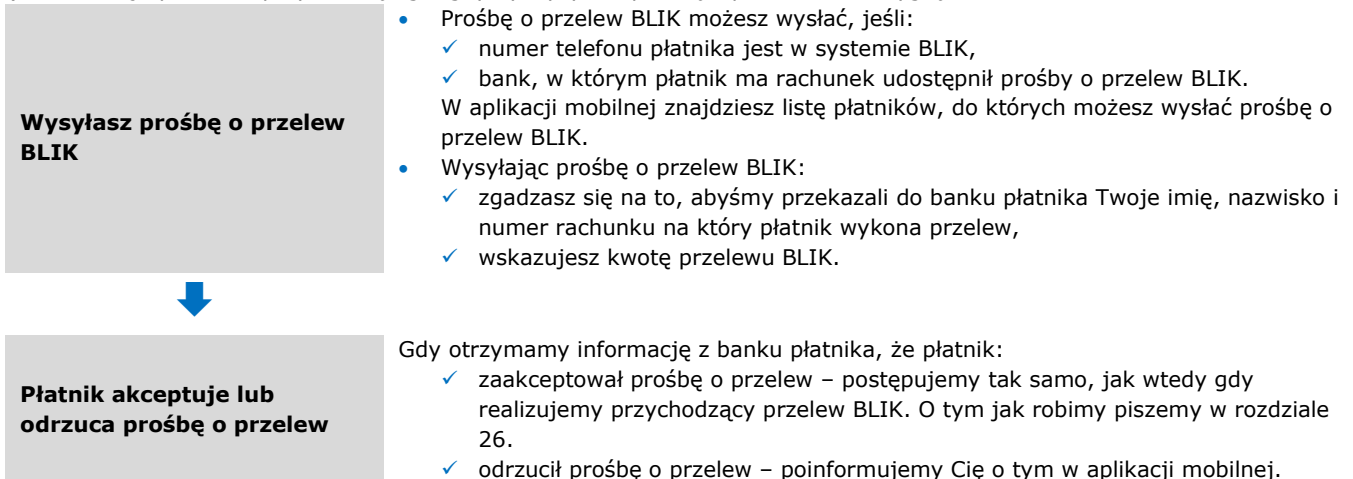 Prośbę o przelew BLIK możesz wysłać, jeśli:
numer telefonu płatnika jest w systemie BLIK,
bank, w którym płatnik ma rachunek udostępnił prośby o przelew BLIK.
W aplikacji mobilnej znajdziesz listę płatników, do których możesz wysłać prośbę o
przelew BLIK.
Wysyłasz prośbę o przelew
BLIK
Wysyłając prośbę o przelew BLIK:
zgadzasz się na to, abyśmy przekazali do banku płatnika Twoje imię, nazwisko i
numer rachunku na który płatnik wykona przelew,
wskazujesz kwotę przelewu BLIK.
Gdy otrzymamy informację z banku płatnika, że płatnik:
zaakceptował prośbę o przelew – postępujemy tak samo, jak wtedy gdy
realizujemy przychodzący przelew BLIK. O tym jak robimy piszemy w rozdziale
26.
Płatnik akceptuje lub
odrzuca prośbę o przelew
odrzucił prośbę o przelew – poinformujemy Cię o tym w aplikacji mobilnej.